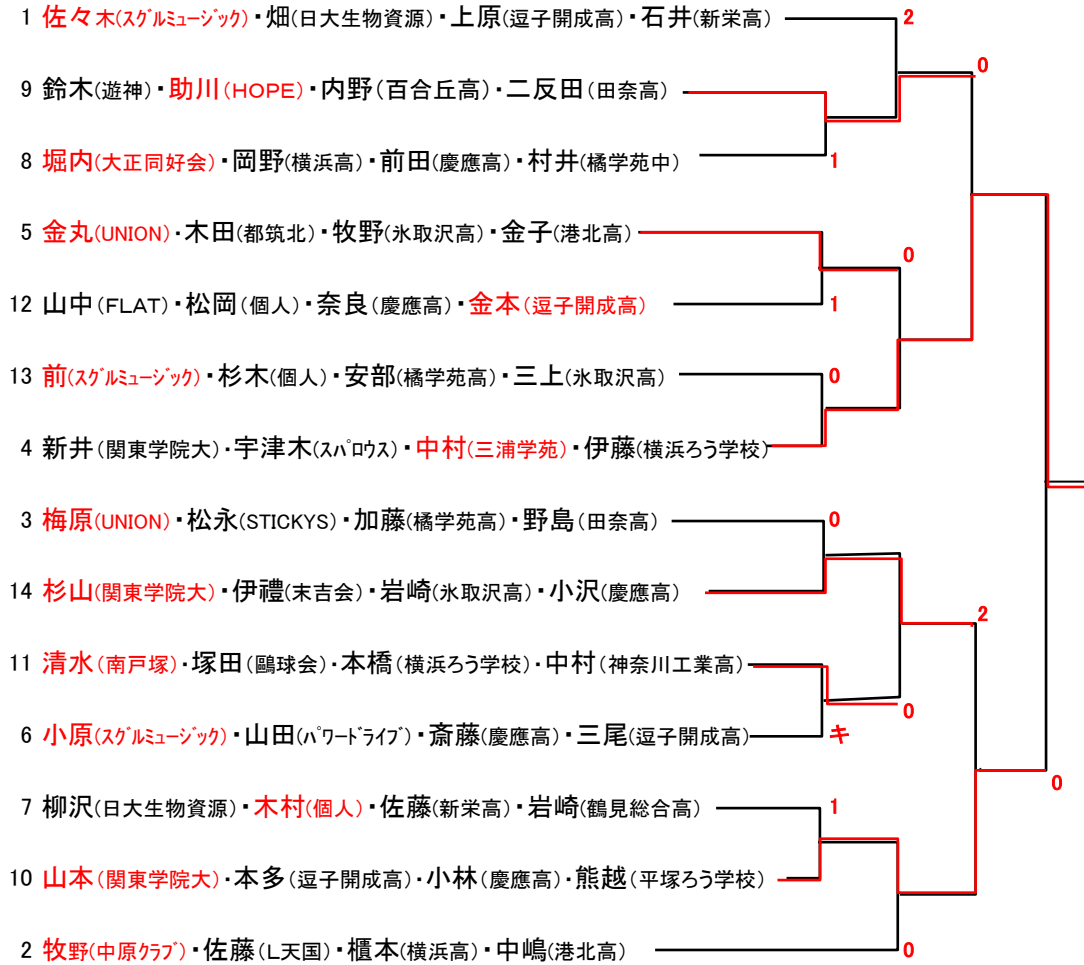 1 佐々木(スグルミュージック)・畑(日大生物資源)・上原(逗子開成高)・石井(新栄高) 2
0
9 鈴木(遊神)・助川(HOPE)・内野(百合丘高)・二反田(田奈高)
8 堀内(大正同好会)・岡野(横浜高)・前田(慶應高)・村井(橘学苑中) 1
5 金丸(UNION)・木田(都筑北)・牧野(氷取沢高)・金子(港北高)
0
12 山中(FLAT)・松岡(個人)・奈良(慶應高)・金本(逗子開成高) 1
13 前(スグルミュージック)・杉木(個人)・安部(橘学苑高)・三上(氷取沢高) 0
4 新井(関東学院大)・宇津木(スパロウス)・中村(三浦学苑)・伊藤(横浜ろう学校)
3 梅原(UNION)・松永(STICKYS)・加藤(橘学苑高)・野島(田奈高) 0
14 杉山(関東学院大)・伊禮(末吉会)・岩崎(氷取沢高)・小沢(慶應高)
2
11 清水(南戸塚)・塚田(鷗球会)・本橋(横浜ろう学校)・中村(神奈川工業高)
0
6 小原(スグルミュージック)・山田(パワードライブ)・斎藤(慶應高)・三尾(逗子開成高) キ
0
7 柳沢(日大生物資源)・木村(個人)・佐藤(新栄高)・岩崎(鶴見総合高) 1
10 山本(関東学院大)・本多(逗子開成高)・小林(慶應高)・熊越(平塚ろう学校)
2 牧野(中原クラブ)・佐藤(L天国)・櫃本(横浜高)・中嶋(港北高) 0